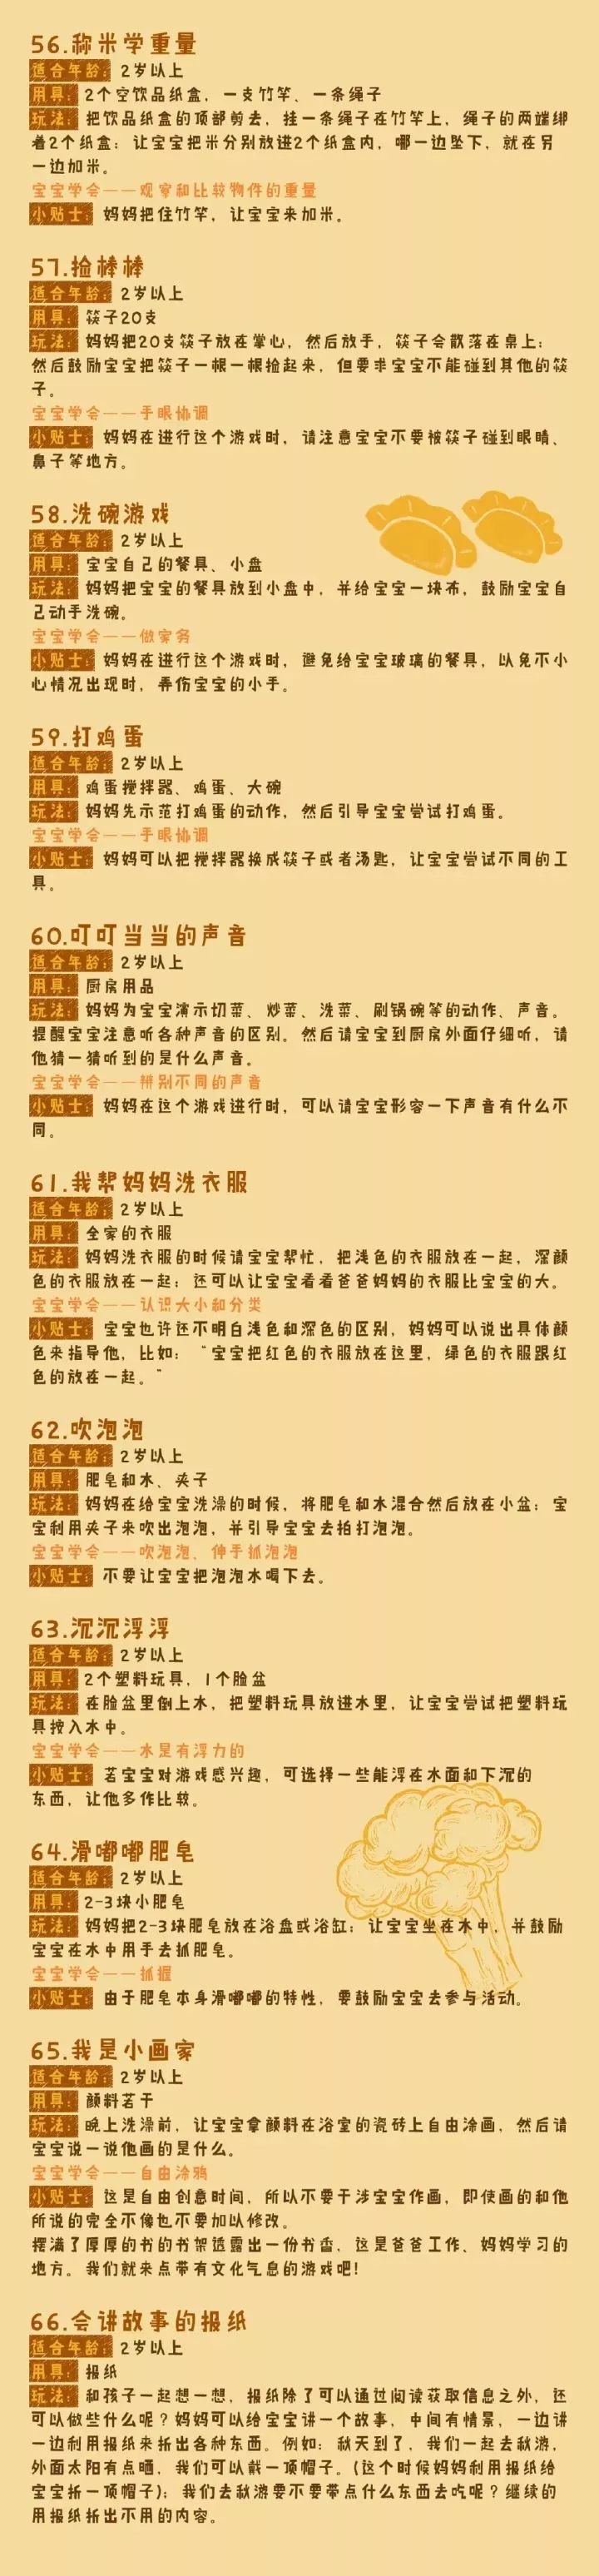 56.称米学重量
适合年龄：2岁以上
用具：2个空饮品纸盒，一支竹竿、一条绳子
玩法：把饮品纸盒的顶部剪去，挂一条绳子在竹竿上，绳子的两端绑
着2个纸盒；让宝宝把米分别放进2个纸盒内，哪一边坠下，就在另
一边加米。
宝宝学会——观察和比较物件的重量
小贴士：妈妈把住竹竿，让宝宝来加米。
57.捡棒棒
适合年龄：2岁以上
用具：筷子20支
玩法：妈妈把20支筷子放在掌心，然后放手，筷子会散落在桌上；
然后鼓励宝宝把筷子一根一根捡起来，但要求宝宝不能碰到其他的筷
子。
宝宝学会——手眼协调
小贴士：妈妈在进行这个游戏时，请注意宝宝不要被筷子碰到眼睛、
鼻子等地方。
58.洗碗游戏
适合年龄：2岁以上
用具：宝宝自己的餐具、小盘
玩法：妈妈把宝宝的餐具放到小盘中，并给宝宝一块布，鼓励宝宝自
己动手洗碗。
宝宝学会——做家务
小贴士：妈妈在进行这个游戏时，避免给宝宝玻璃的餐具，以免不小
心情况出现时，弄伤宝宝的小手。
59.打鸡蛋
适合年龄：2岁以上
用具：鸡蛋搅拌器、鸡蛋、大碗
玩法：妈妈先示范打鸡蛋的动作，然后引导宝宝尝试打鸡蛋。
宝宝学会——手眼协调
小贴士：妈妈可以把搅拌器换成筷子或者汤匙，让宝宝尝试不同的工
具。
60.叮叮当当的声音
适合年龄：2岁以上
用具：厨房用品
玩法：妈妈为宝宝演示切菜、炒菜、洗菜、刷锅碗等的动作、声音。
提醒宝宝注意听各种声音的区别。然后请宝宝到厨房外面仔细听，请
他猜一猜听到的是什么声音。
宝宝学会——辨别不同的声音
小贴士：妈妈在这个游戏进行时，可以请宝宝形容一下声音有什么不
同。
61.我帮妈妈洗衣服
适合年龄：2岁以上
用具：全家的衣服
玩法：妈妈洗衣服的时候请宝宝帮忙，把浅色的衣服放在一起，深颜
色的衣服放在一起；还可以让宝宝看看爸爸妈妈的衣服比宝宝的大。
宝宝学会——认识大小和分类
小贴士：宝宝也许还不明白浅色和深色的区别，妈妈可以说出具体颜
色来指导他，比如：“宝宝把红色的衣服放在这里，绿色的衣服跟红
色的放在一起。”
62.吹泡泡
适合年龄：2岁以上
用具：肥皂和水、夹子
玩法：妈妈在给宝宝洗澡的时候，将肥皂和水混合然后放在小盆；宝
宝利用夹子来吹出泡泡，并引导宝宝去拍打泡泡。
宝宝学会——吹泡泡、伸手抓泡泡
小贴士：不要让宝宝把泡泡水喝下去。
63.沉沉浮浮
适合年龄：2岁以上
用具：2个塑料玩具，1个脸盆
玩法：在脸盆里倒上水，把塑料玩具放进水里，让宝宝尝试把塑料玩
具按入水中。
宝宝学会——水是有浮力的
小贴士：若宝宝对游戏感兴趣，可选择一些能浮在水面和下沉的
东西，让他多作比较。
64.滑嘟嘟肥皂
适合年龄：2岁以上
用具：2-3块小肥皂
玩法：妈妈把2-3块肥皂放在浴盘或浴缸；让宝宝坐在水中，并鼓励
宝宝在水中用手去抓肥皂。
宝宝学会——抓握
小贴士：由于肥皂本身滑嘟嘟的特性，要鼓励宝宝去参与活动。
65.我是小画家
适合年龄：2岁以上
用具：颜料若干
玩法：晚上洗澡前，让宝宝拿颜料在浴室的瓷砖上自由涂画，然后请
宝宝说一说他画的是什么。
宝宝学会——自由涂鸦
小贴士：这是自由创意时间，所以不要干涉宝宝作画，即使画的和他
所说的完全不像也不要加以修改。
摆满了厚厚的书的书架透露出一份书香，这是爸爸工作、妈妈学习的
地方。我们就来点带有文化气息的游戏吧！
66.会讲故事的报纸
适合年龄：2岁以上
用具：报纸
玩法：和孩子一起想一想，报纸除了可以通过阅读获取信息之外，还
可以做些什么呢？妈妈可以给宝宝讲一个故事，中间有情景，一边讲
一边利用报纸来折出各种东西。例如：秋天到了，我们一起去秋游，
外面太阳有点晒，我们可以戴一顶帽子。（这个时候妈妈利用报纸给
宝宝折一顶帽子）；我们去秋游要不要带点什么东西去吃呢？继续的
用报纸折出不用的内容。